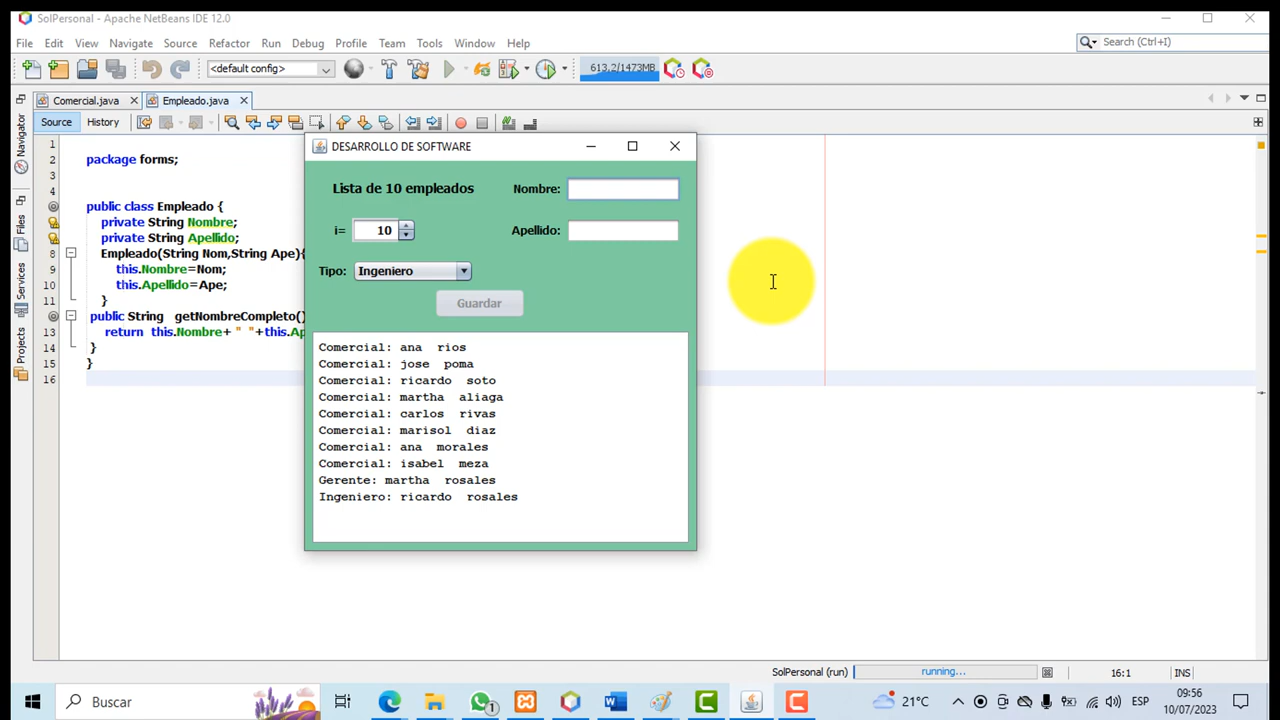 SolPersonal - Apache NetBeans IDE 12.0
File Edit View Navigate Source Refactor Run Debug Profile Team Tools Window Help
Search (Ctrl+I)
<default config>
613,2/1473MB
Comercial.java
Empleado.java
Source History
Navigator
Files
Services
Projects
1
2 package forms;
3
4
public class Empleado {
private String Nombre;
private String Apellido;
8 Empleado(String Nom,String Ape){
9 this.Nombre=Nom;
10 this.Apellido=Ape;
11 }
public String getNombreCompleto()
13 return this.Nombre+ " "+this.Ap
14 }
15 }
16
DESARROLLO DE SOFTWARE
Lista de 10 empleados
Nombre:
i= 10
Apellido:
Tipo: Ingeniero
Guardar
Comercial: ana rios
Comercial: jose poma
Comercial: ricardo soto
Comercial: martha aliaga
Comercial: carlos rivas
Comercial: marisol diaz
Comercial: ana morales
Comercial: isabel meza
Gerente: martha rosales
Ingeniero: ricardo rosales
SolPersonal (run)
running...
16:1
INS
Buscar
1
21°C
ESP
09:56
10/07/2023